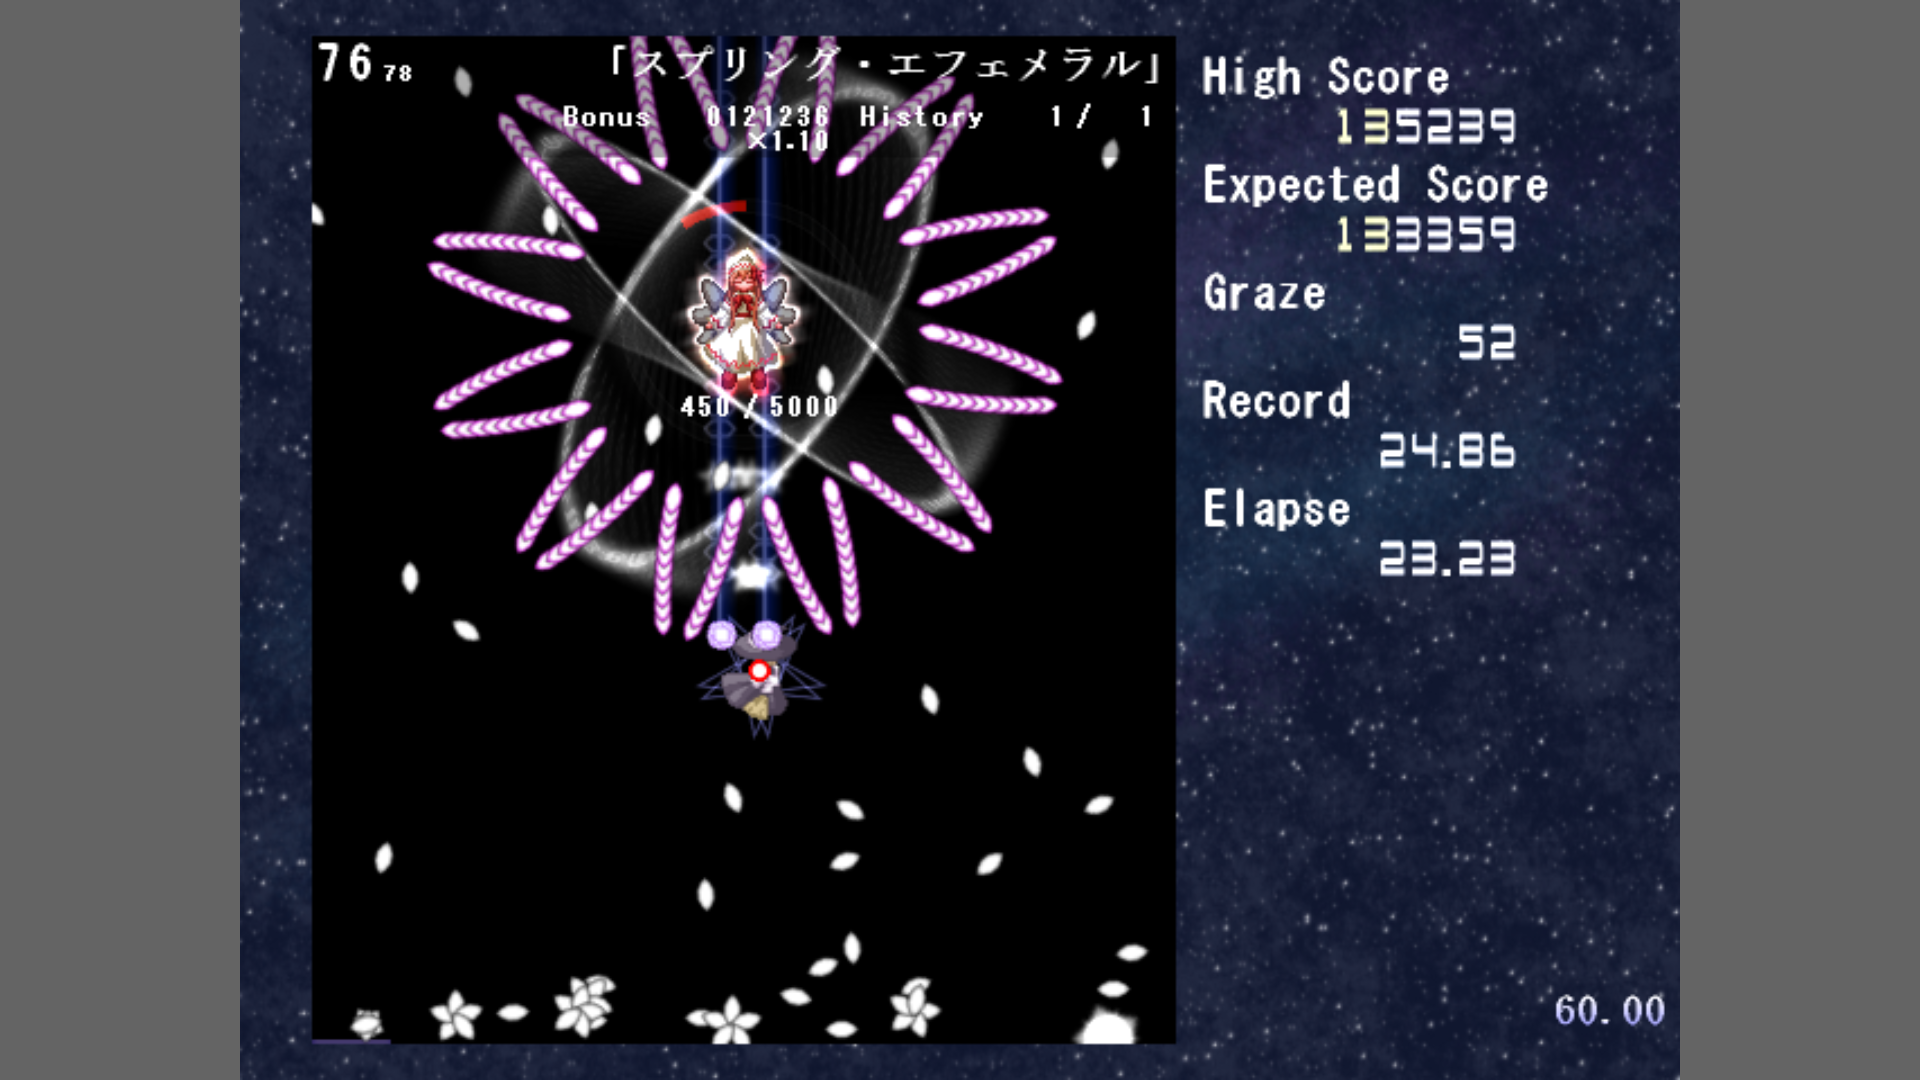 76 78
「スプリング・エフェメラル」
Bonus 0121236 History 1 / 1
×1.10
450 / 5000
High Score
135239
Expected Score
133359
Graze
52
Record
24.86
Elapse
23.23
60.00